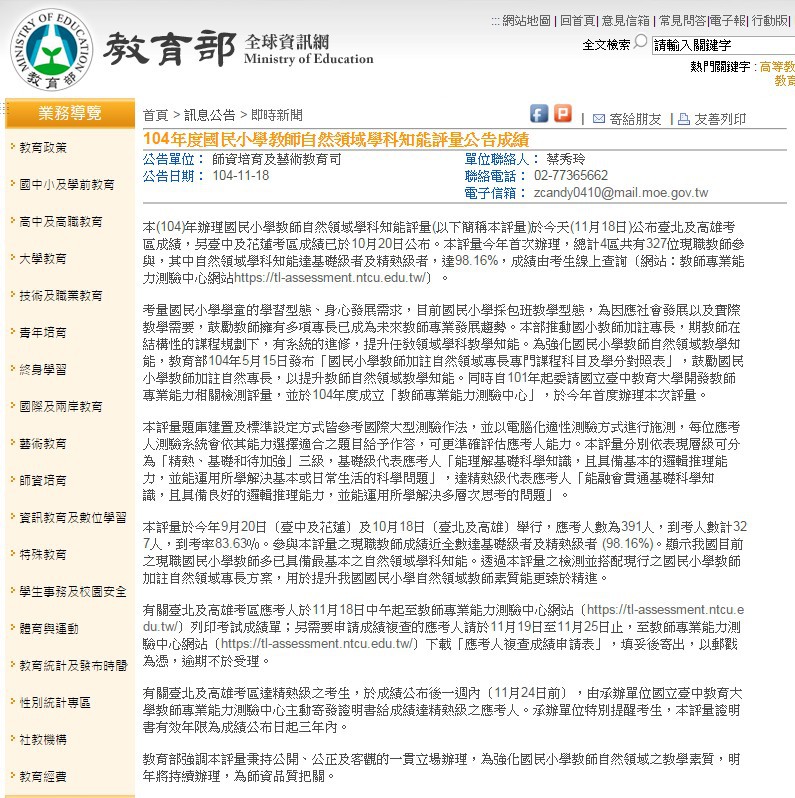 ::: 網站地圖 | 回首頁| 意見信箱 | 常見問答|電子報| 行動版|
MINISTRY OF EDUCATION
教育部
教育部 全球資訊網
Ministry of Education
全文檢索 請輸入關鍵字
熱門關鍵字：高等教
教育
業務導覽
教育政策
國中小及學前教育
高中及高職教育
大學教育
技術及職業教育
青年培育
終身學習
國際及兩岸教育
藝術教育
師資培育
資訊教育及數位學習
特殊教育
學生事務及校園安全
體育與運動
教育統計及發布時間
性別統計專區
社教機構
教育經費
首頁 > 訊息公告 > 即時新聞
| 寄給朋友 | 友善列印
104年度國民小學教師自然領域學科知能評量公告成績
公告單位： 師資培育及藝術教育司
單位聯絡人： 蔡秀玲
公告日期： 104-11-18
聯絡電話： 02-77365662
電子信箱： zcandy0410@mail.moe.gov.tw
本(104)年辦理國民小學教師自然領域學科知能評量(以下簡稱本評量)於今天(11月18日)公布臺北及高雄考
區成績，另臺中及花蓮考區成績已於10月20日公布。本評量今年首次辦理，總計4區共有327位現職教師參
與，其中自然領域學科知能達基礎級者及精熟級者，達98.16%，成績由考生線上查詢〔網站：教師專業能
力測驗中心網站https://tl-assessment.ntcu.edu.tw/〕。
考量國民小學學童的學習型態、身心發展需求，目前國民小學採包班教學型態，為因應社會發展以及實際
教學需要，鼓勵教師擁有多項專長已成為未來教師專業發展趨勢。本部推動國小教師加註專長，期教師在
結構性的課程規劃下，有系統的進修，提升任教領域學科教學知能。為強化國民小學教師自然領域教學知
能，教育部104年5月15日發布「國民小學教師加註自然領域專長專門課程科目及學分對照表」，鼓勵國民
小學教師加註自然專長，以提升教師自然領域教學知能。同時自101年起委請國立臺中教育大學開發教師
專業能力相關檢測評量，並於104年度成立「教師專業能力測驗中心」，於今年首度辦理本次評量。
本評量題庫建置及標準設定方式皆參考國際大型測驗作法，並以電腦化適性測驗方式進行施測，每位應考
人測驗系統會依其能力選擇適合之題目給予作答，可更準確評估應考人能力。本評量分別依表現層級可分
為「精熟、基礎和待加強」三級，基礎級代表應考人「能理解基礎科學知識，且具備基本的邏輯推理能
力，並能運用所學解決基本或日常生活的科學問題」，達精熟級代表應考人「能融會貫通基礎科學知
識，且具備良好的邏輯推理能力，並能運用所學解決多層次思考的問題」。
本評量於今年9月20日〔臺中及花蓮〕及10月18日〔臺北及高雄〕舉行，應考人數為391人，到考人數計32
7人，到考率83.63%。參與本評量之現職教師成績近全數達基礎級者及精熟級者 (98.16%)。顯示我國目前
之現職國民小學教師多已具備最基本之自然領域學科知能。透過本評量之檢測並搭配現行之國民小學教師
加註自然領域專長方案，用於提升我國國民小學自然領域教師素質能更臻於精進。
有關臺北及高雄考區應考人於11月18日中午起至教師專業能力測驗中心網站〔https://tl-assessment.ntcu.e
du.tw/〕列印考試成績單；另需要申請成績複查的應考人請於11月19日至11月25日止，至教師專業能力測
驗中心網站〔https://tl-assessment.ntcu.edu.tw/〕下載「應考人複查成績申請表」，填妥後寄出，以郵戳
為憑，逾期不於受理。
有關臺北及高雄考區達精熟級之考生，於成績公布後一週內〔11月24日前〕，由承辦單位國立臺中教育大
學教師專業能力測驗中心主動寄發證明書給成績達精熟級之應考人。承辦單位特別提醒考生，本評量證明
書有效年限為成績公布日起三年內。
教育部強調本評量秉持公開、公正及客觀的一貫立場辦理，為強化國民小學教師自然領域之教學素質，明
年將持續辦理，為師資品質把關。